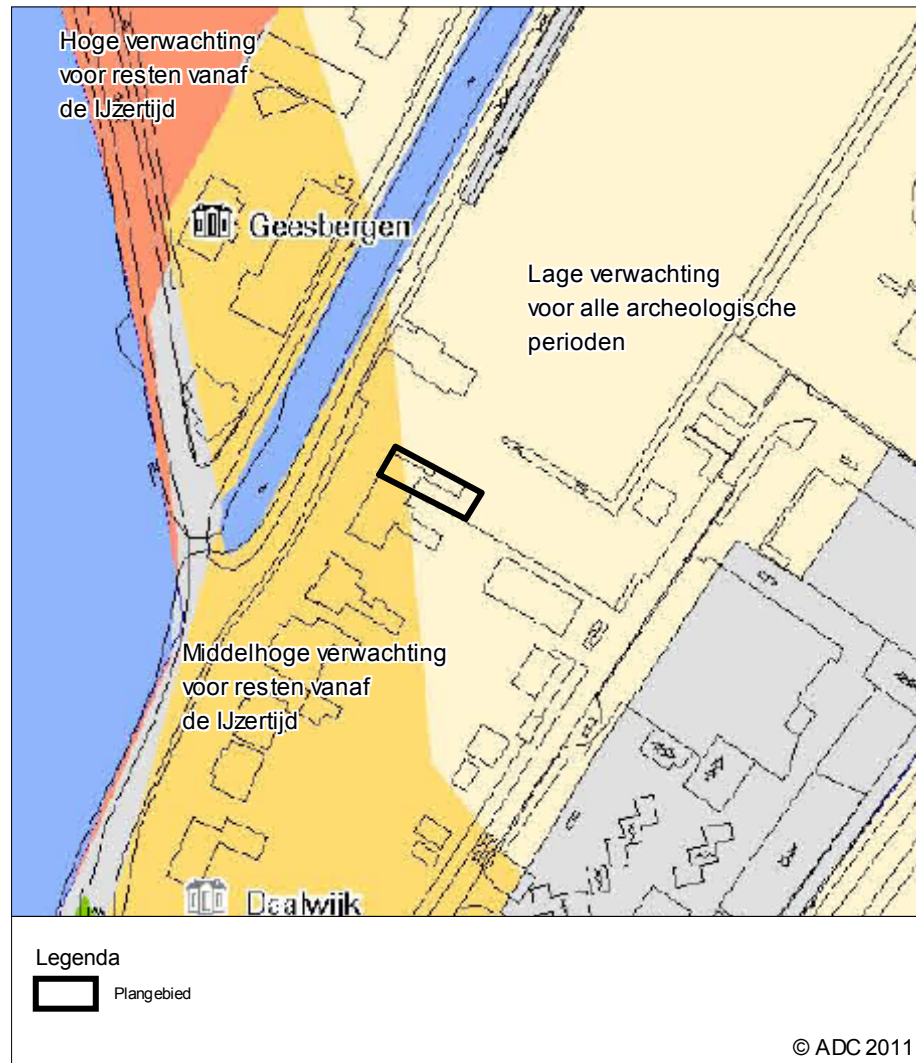 Hoge verwachting
voor resten vanaf
de IJzertijd
Geesbergen
Lage verwachting
voor alle archeologische
perioden
Middelhoge verwachting
voor resten vanaf
de IJzertijd
Daalwijk
Legenda
Plangebied
© ADC 2011